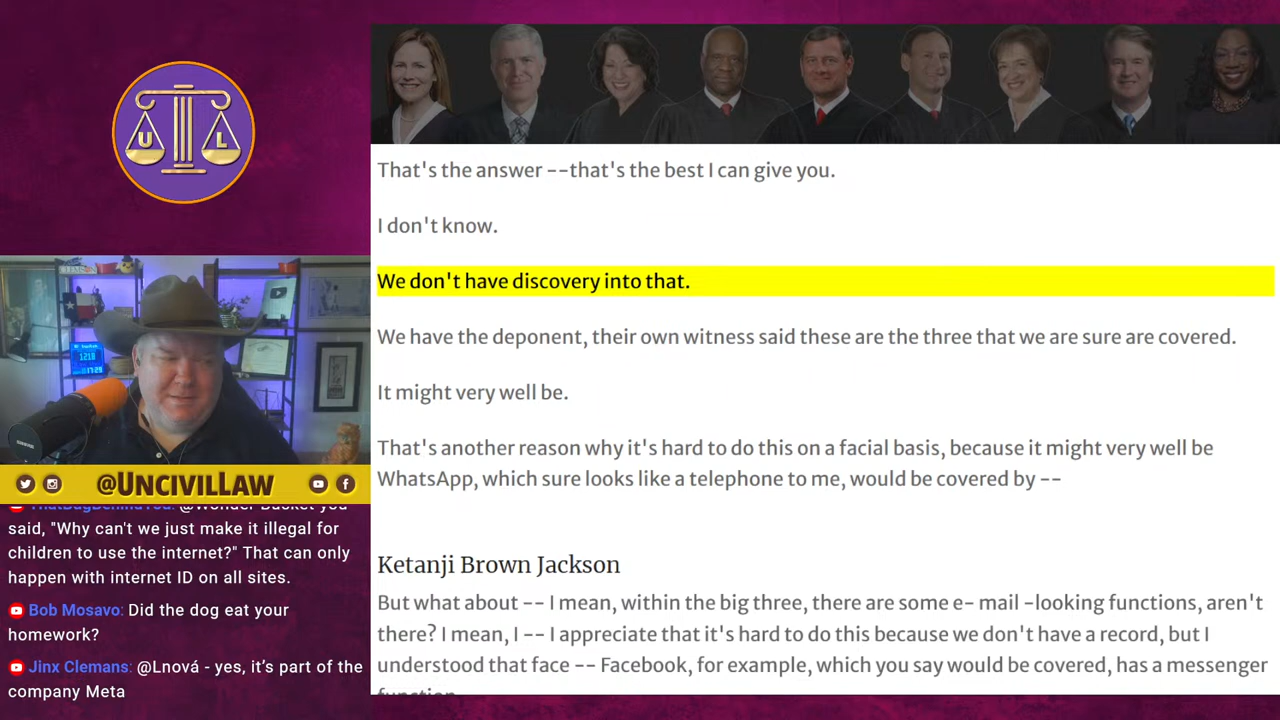 U L
That's the answer --that's the best I can give you.
I don't know.
We don't have discovery into that.
We have the deponent, their own witness said these are the three that we are sure are covered.
It might very well be.
That's another reason why it's hard to do this on a facial basis, because it might very well be
WhatsApp, which sure looks like a telephone to me, would be covered by --
Ketanji Brown Jackson
But what about -- I mean, within the big three, there are some e- mail -looking functions, aren't
there? I mean, I -- I appreciate that it's hard to do this because we don't have a record, but I
understood that face -- Facebook, for example, which you say would be covered, has a messenger
function
1210
17:29
@UNCIVILLAW
ThatBugBehindYou: @Wonder Bucket you
said, "Why can't we just make it illegal for
children to use the internet?" That can only
happen with internet ID on all sites.
Bob Mosavo: Did the dog eat your
homework?
Jinx Clemans: @Lnová - yes, it’s part of the
company Meta